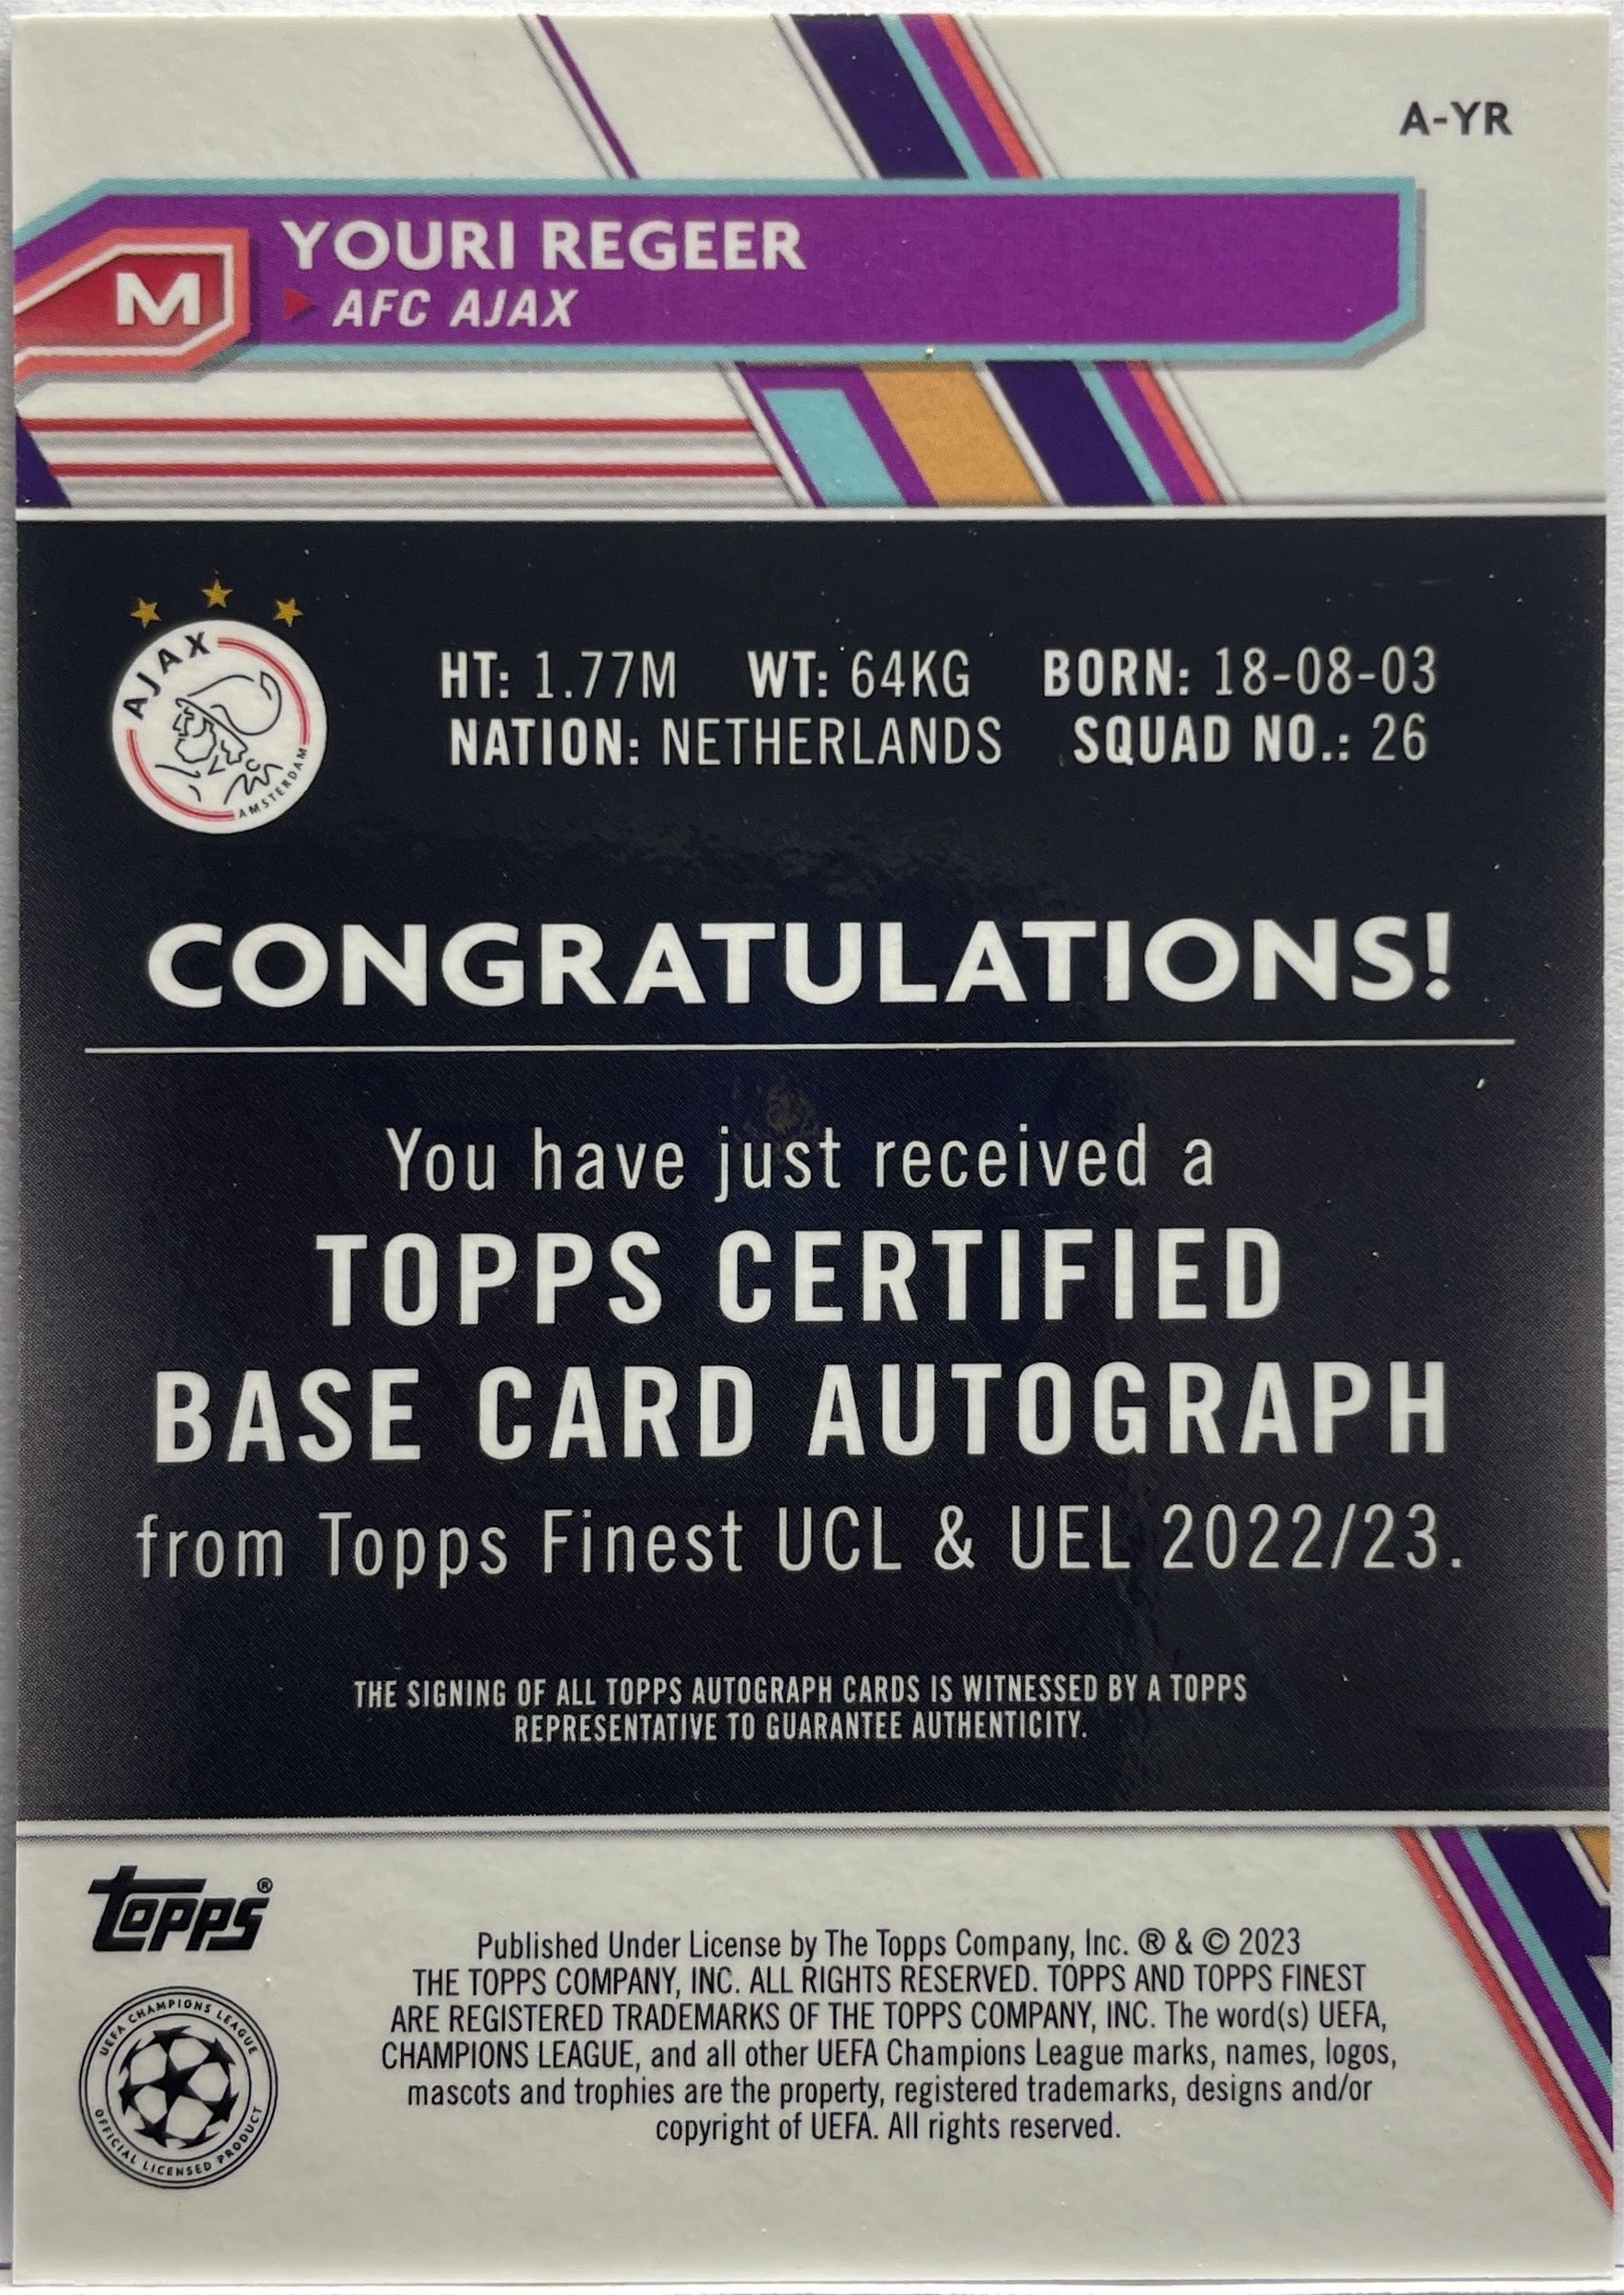 A-YR
YOURI REGEER
M
AFC AJAX
AJAX
AMSTERDAM
HT: 1.77M WT: 64KG BORN: 18-08-03
NATION: NETHERLANDS SQUAD NO.: 26
CONGRATULATIONS!
You have just received a
TOPPS CERTIFIED
BASE CARD AUTOGRAPH
from Topps Finest UCL & UEL 2022/23.
THE SIGNING OF ALL TOPPS AUTOGRAPH CARDS IS WITNESSED BY A TOPPS
REPRESENTATIVE TO GUARANTEE AUTHENTICITY.
Topps®
UEFA CHAMPIONS LEAGUE
OFFICIAL LICENSED PRODUCT
Published Under License by The Topps Company, Inc. ® & © 2023
THE TOPPS COMPANY, INC. ALL RIGHTS RESERVED. TOPPS AND TOPPS FINEST
ARE REGISTERED TRADEMARKS OF THE TOPPS COMPANY, INC. The word(s) UEFA,
CHAMPIONS LEAGUE, and all other UEFA Champions League marks, names, logos,
mascots and trophies are the property, registered trademarks, designs and/or
copyright of UEFA. All rights reserved.